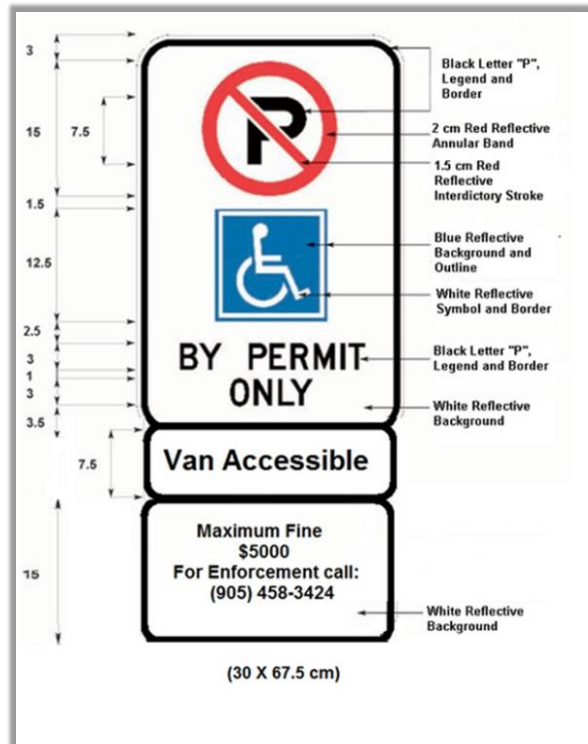 3
15
7.5
1.5
12.5
2.5
3
1
3
3.5
7.5
15
P
BY PERMIT
ONLY
Van Accessible
Maximum Fine
$5000
For Enforcement call:
(905) 458-3424
(30 X 67.5 cm)
Black Letter "P",
Legend and
Border
2 cm Red Reflective
Annular Band
1.5 cm Red
Reflective
Interdictory Stroke
Blue Reflective
Background and
Outline
White Reflective
Symbol and Border
Black Letter "P",
Legend and Border
White Reflective
Background
White Reflective
Background